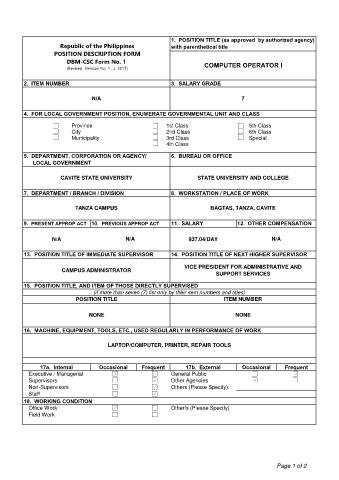 Republic of the Philippines
POSITION DESCRIPTION FORM
DBM-CSC Form No. 1
(Revised Version No. 1, s. 2017)
1. POSITION TITLE (as approved by authorized agency)
with parenthetical title
COMPUTER OPERATOR I
2. ITEM NUMBER
3. SALARY GRADE
N/A
7
4. FOR LOCAL GOVERNMENT POSITION, ENUMERATE GOVERNMENTAL UNIT AND CLASS
Province 1st Class 5th Class
City 2nd Class 6th Class
Municipality 3rd Class Special
4th Class
5. DEPARTMENT, CORPORATION OR AGENCY/
LOCAL GOVERNMENT
6. BUREAU OR OFFICE
CAVITE STATE UNIVERSITY
STATE UNIVERSITY AND COLLEGE
7. DEPARTMENT / BRANCH / DIVISION
8. WORKSTATION / PLACE OF WORK
TANZA CAMPUS
BAGTAS, TANZA, CAVITE
9. PRESENT APPROP ACT
10. PREVIOUS APPROP ACT
11. SALARY
12. OTHER COMPENSATION
N/A
N/A
937.04/DAY
N/A
13. POSITION TITLE OF IMMEDIATE SUPERVISOR
14. POSITION TITLE OF NEXT HIGHER SUPERVISOR
CAMPUS ADMINISTRATOR
VICE PRESIDENT FOR ADMINISTRATIVE AND
SUPPORT SERVICES
15. POSITION TITLE, AND ITEM OF THOSE DIRECTLY SUPERVISED
(if more than seven (7) list only by their item numbers and titles)
POSITION TITLE
ITEM NUMBER
NONE
NONE
16. MACHINE, EQUIPMENT, TOOLS, ETC., USED REGULARLY IN PERFORMANCE OF WORK
LAPTOP/COMPUTER, PRINTER, REPAIR TOOLS
17a. Internal Occasional Frequent 17b. External Occasional Frequent
Executive / Managerial General Public
Supervisors Other Agencies
Non-Supervisors Others (Please Specify):
Staff
18. WORKING CONDITION
Office Work Other/s (Please Specify)
Field Work
Page 1 of 2